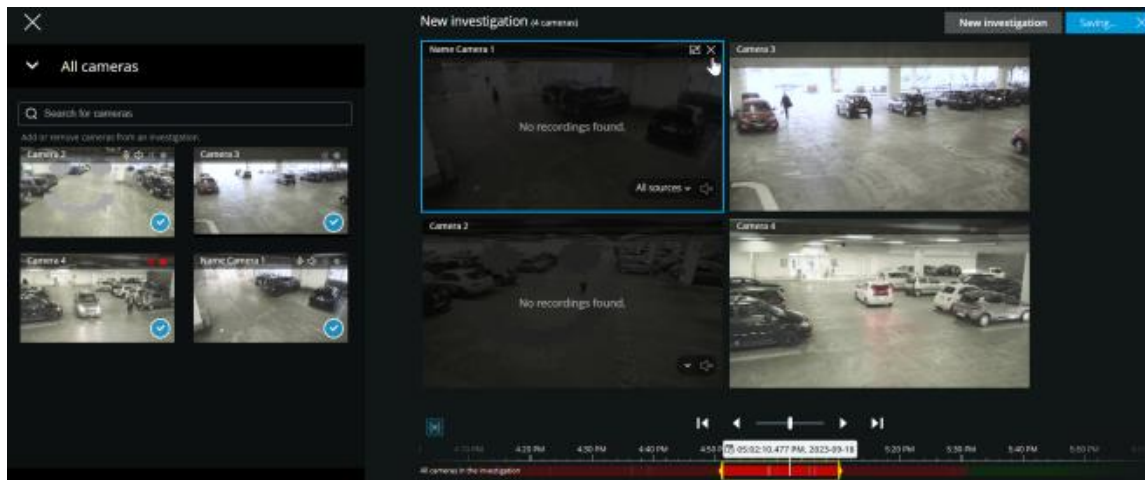 New investigation (4 cameras)
New investigation
Saving...
All cameras
Search for cameras
Add or remove cameras from an investigation.
Camera 2
Camera 3
Camera 4
Name Camera 1
Name Camera 1
No recordings found.
All sources
Camera 3
Camera 2
No recordings found.
Camera 4
4:20 PM
4:30 PM
4:40 PM
05:02:10.477 PM, 2023-09-18
5:20 PM
5:30 PM
5:40 PM
All cameras in the investigation